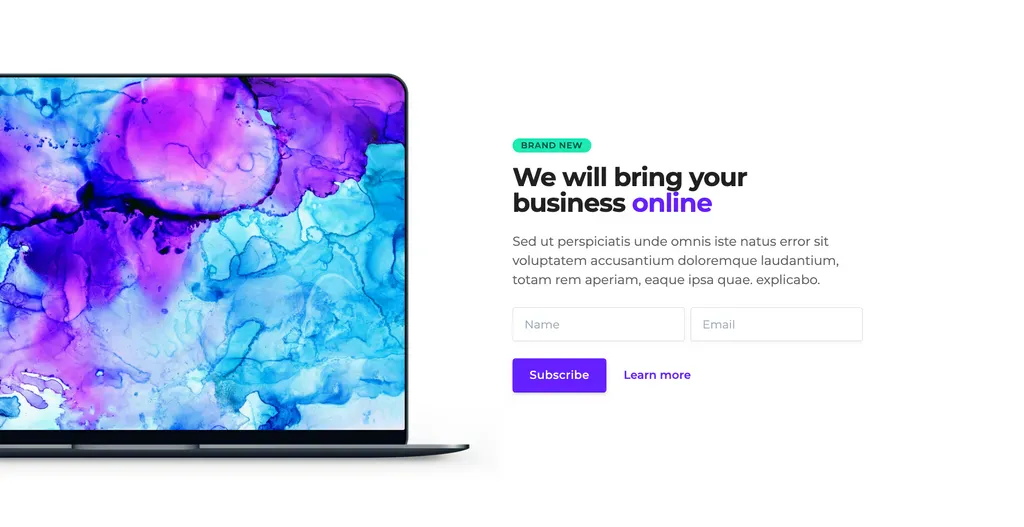 BRAND NEW
We will bring your
business online
Sed ut perspiciatis unde omnis iste natus error sit
voluptatem accusantium doloremque laudantium,
totam rem aperiam, eaque ipsa quae. explicabo.
Name
Email
Subscribe
Learn more